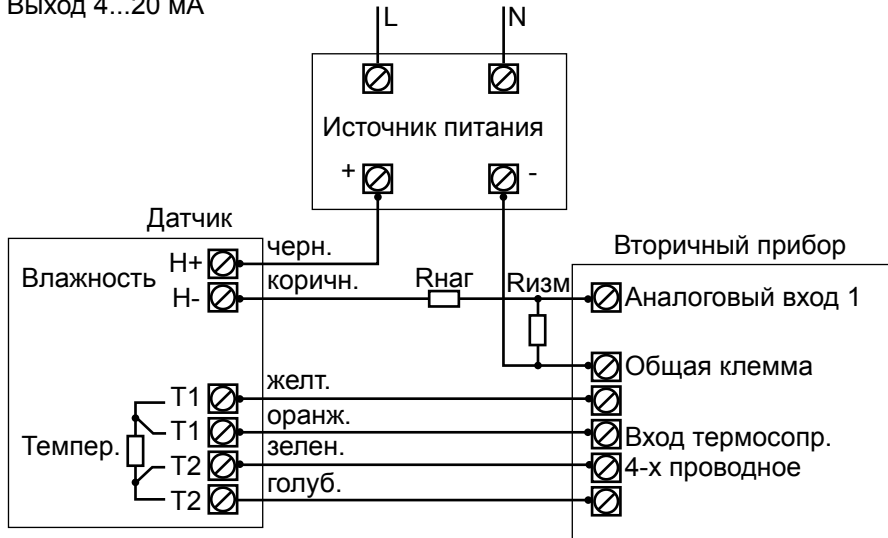 Выход 4...20 мА
L
N
Источник питания
+
-
Датчик
Влажность
H+
черн.
H-
коричн.
Rнаг
Rизм
Вторичный прибор
Аналоговый вход 1
Общая клемма
Темпер.
T1
желт.
T1
оранж.
T2
зелен.
T2
голуб.
Вход термосопр.
4-х проводное